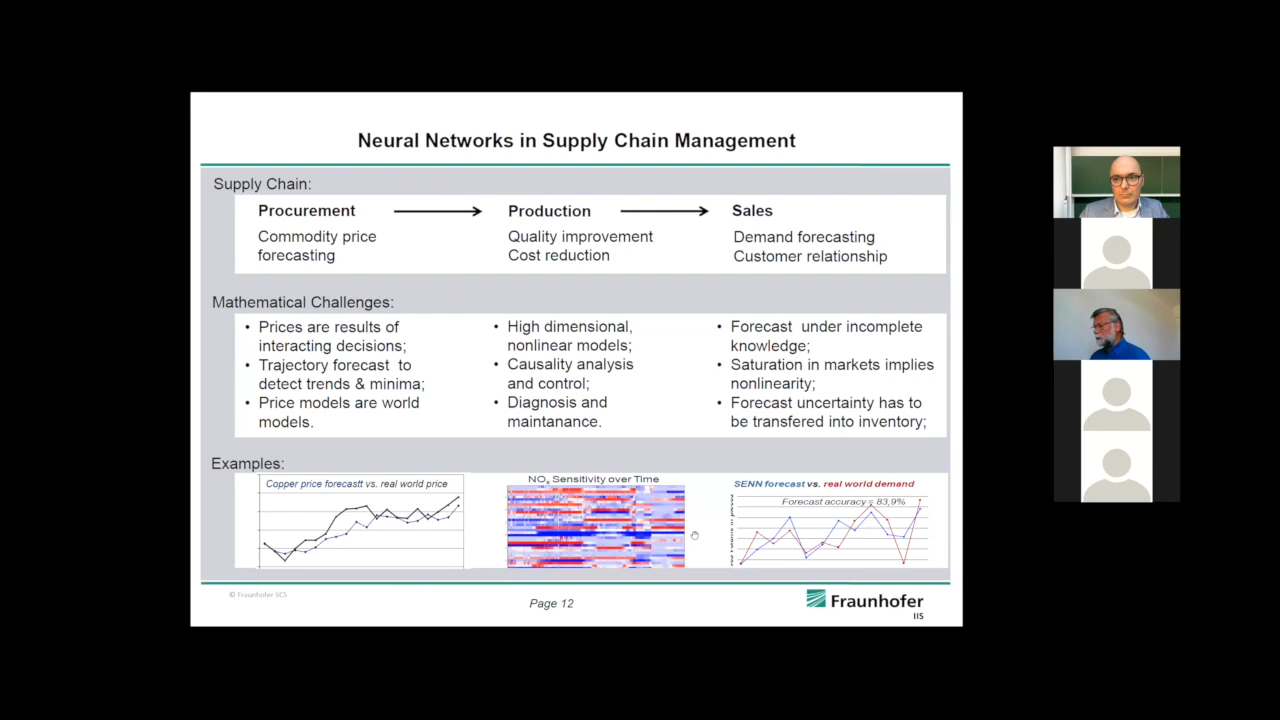 Neural Networks in Supply Chain Management
Supply Chain:
Procurement
Commodity price
forecasting
Production
Quality improvement
Cost reduction
Sales
Demand forecasting
Customer relationship
Mathematical Challenges:
• Prices are results of
interacting decisions;
• Trajectory forecast to
detect trends & minima;
• Price models are world
models.
• High dimensional,
nonlinear models;
• Causality analysis
and control;
• Diagnosis and
maintanance.
• Forecast under incomplete
knowledge;
• Saturation in markets implies
nonlinearity;
• Forecast uncertainty has to
be transfered into inventory;
Examples:
Copper price forecastt vs. real world price
NOx Sensitivity over Time
SENN forecast vs. real world demand
Forecast accuracy = 83,9%
© Fraunhofer SCS
Page 12
Fraunhofer
IIS